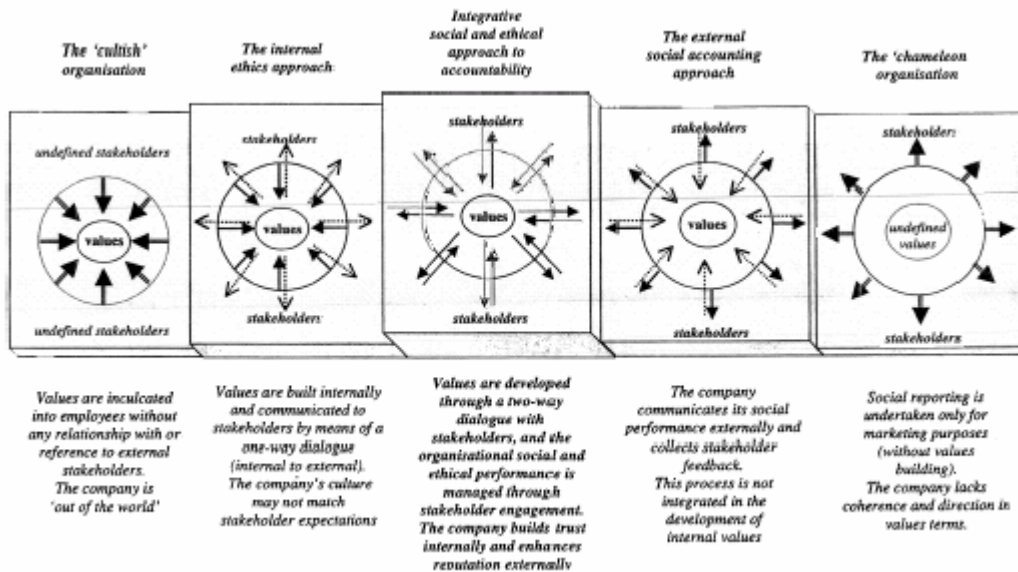 The 'cultish'
organisation
undefined stakeholders
values
undefined stakeholders
Values are inculcated
into employees without
any relationship with or
reference to external
stakeholders.
The company is
'out of the world'
The internal
ethics approach
stakeholders
values
stakeholders
Values are built internally
and communicated to
stakeholders by means of a
one-way dialogue
(internal to external).
The company's culture
may not match
stakeholder expectations
Integrative
social and ethical
approach to
accountability
stakeholders
values
stakeholders
Values are developed
through a two-way
dialogue with
stakeholders, and the
organisational social and
ethical performance is
managed through
stakeholder engagement.
The company builds trust
internally and enhances
reputation externally
The external
social accounting
approach
stakeholders
values
stakeholders
The company
communicates its social
performance externally and
collects stakeholder
feedback.
This process is not
integrated in the
development of
internal values
The 'chameleon
organisation
stakeholders
undefined
values
stakeholders
Social reporting is
undertaken only for
marketing purposes
(without values
building).
The company lacks
coherence and direction in
values terms.